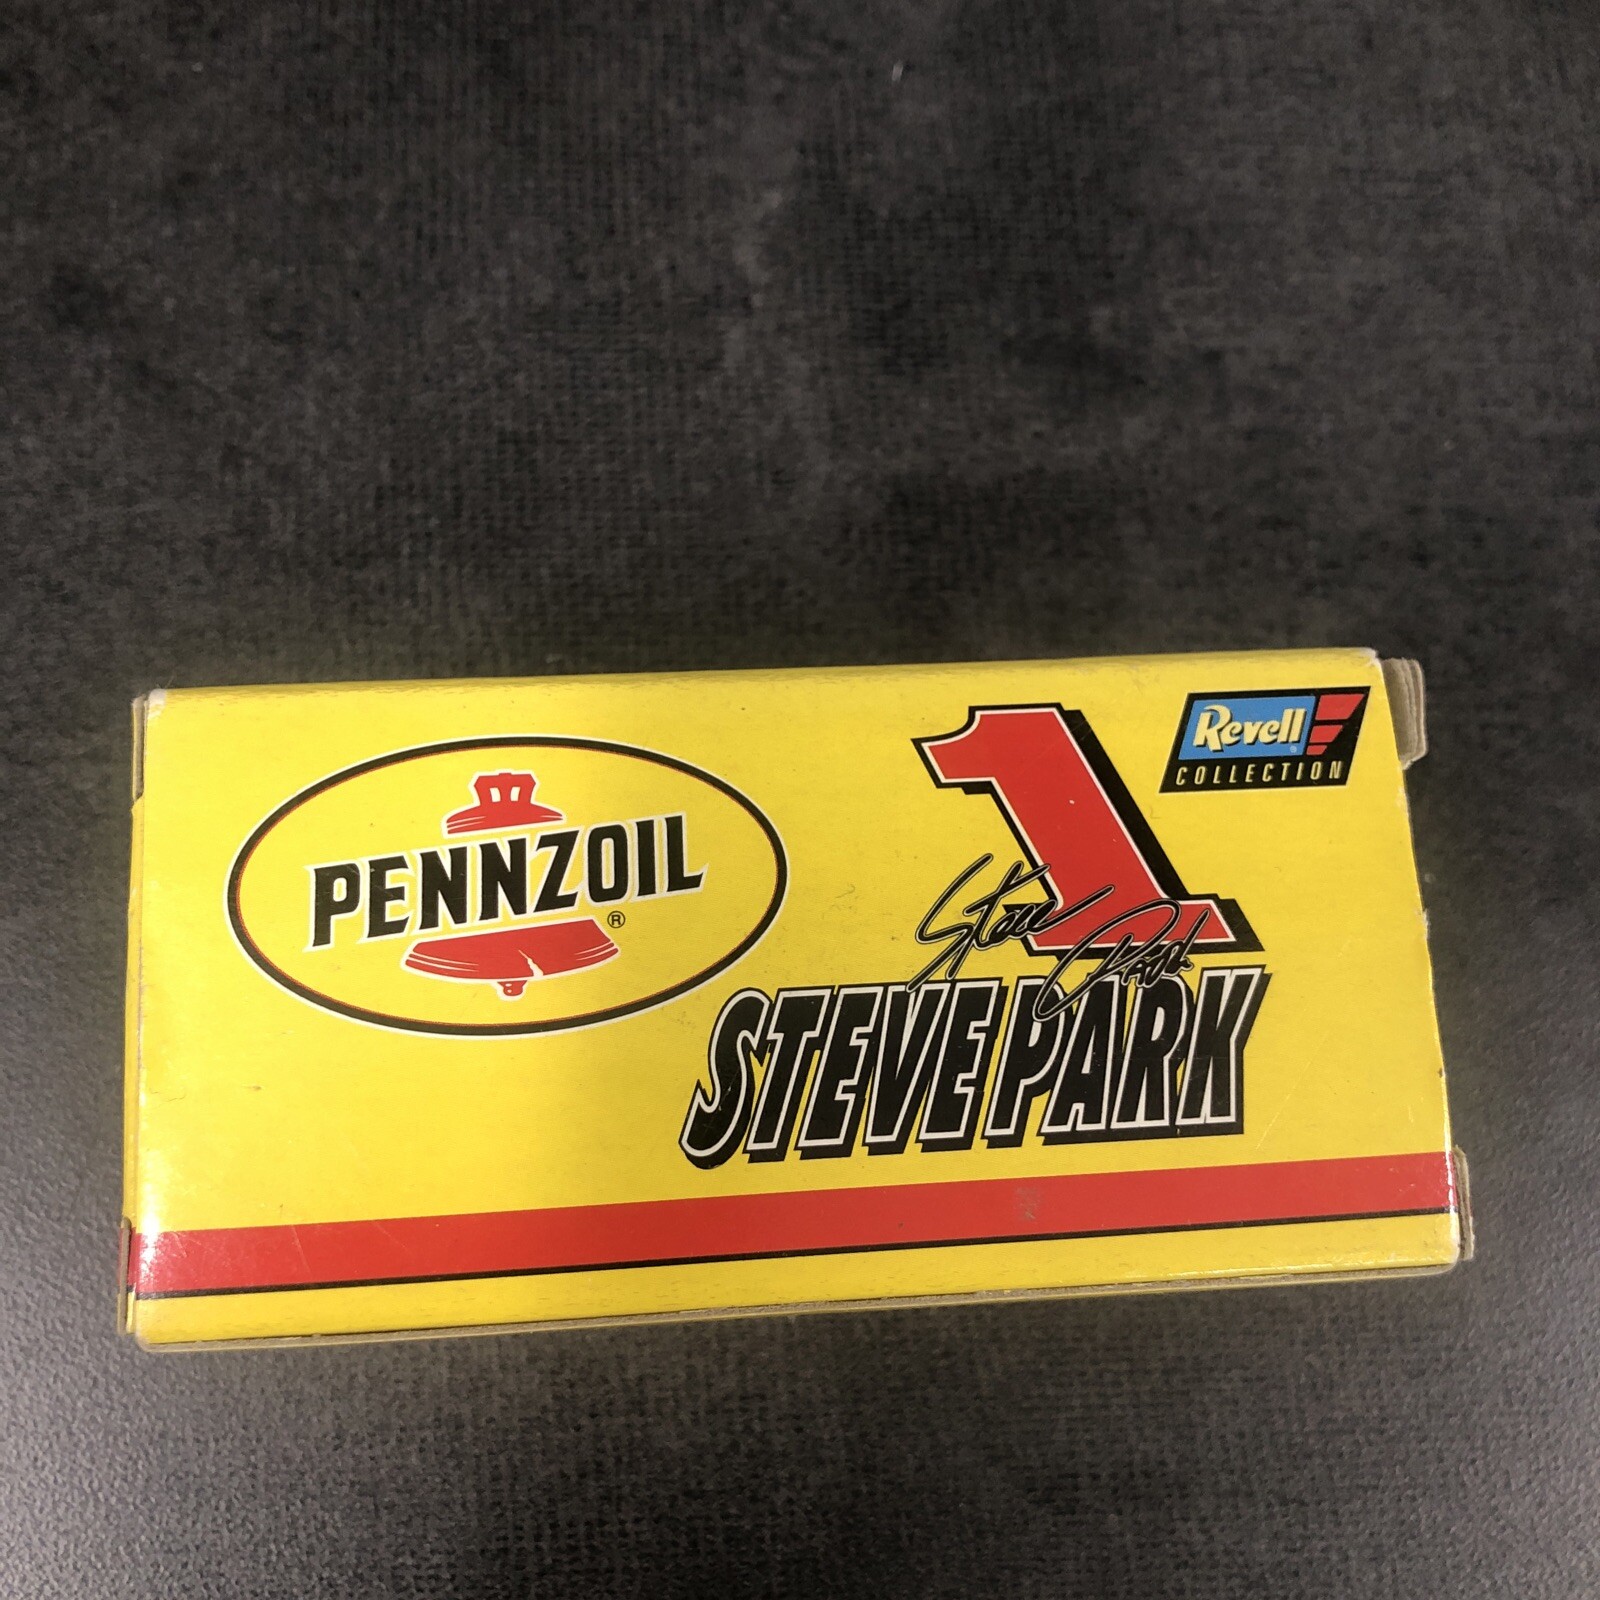 PENNZOIL
®
1
Revell
COLLECTION
Steve Park
STEVE PARK